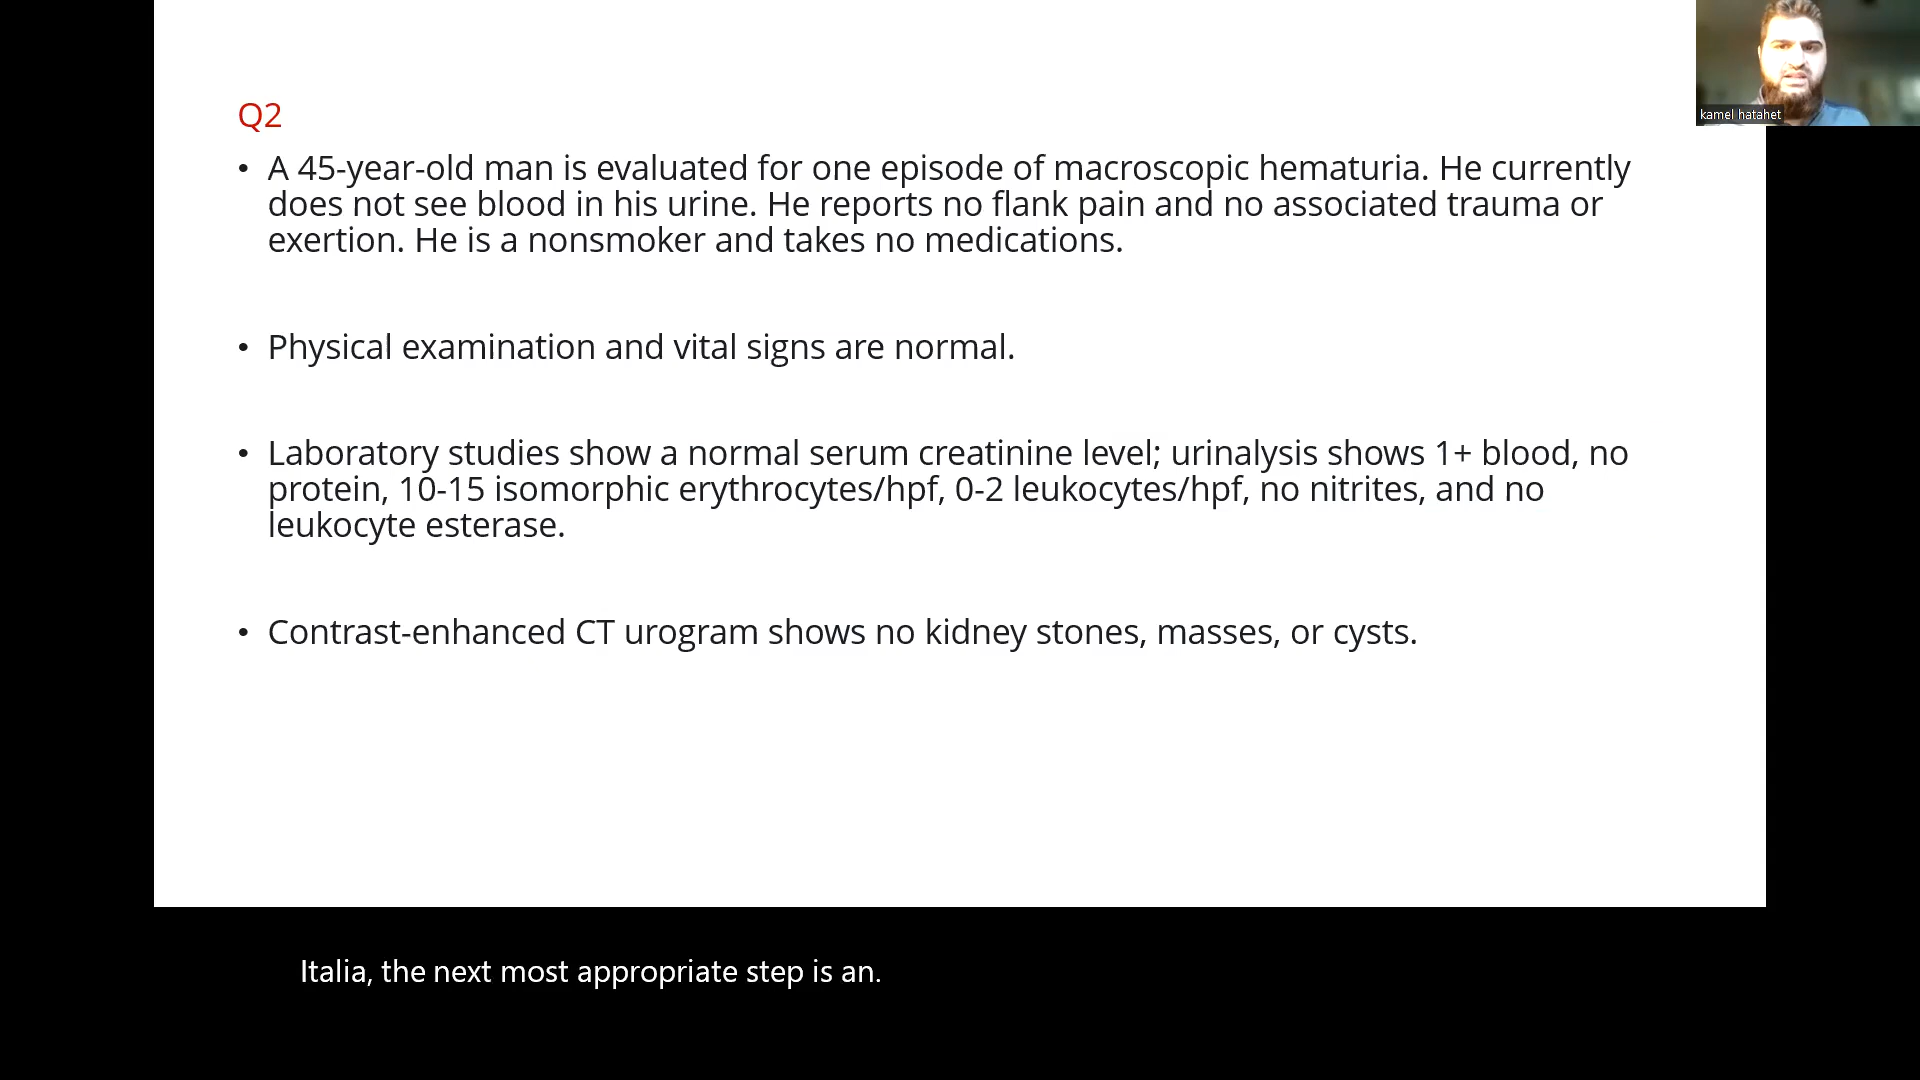 kamel hatahet
Q2
• A 45-year-old man is evaluated for one episode of macroscopic hematuria. He currently
does not see blood in his urine. He reports no flank pain and no associated trauma or
exertion. He is a nonsmoker and takes no medications.
• Physical examination and vital signs are normal.
• Laboratory studies show a normal serum creatinine level; urinalysis shows 1+ blood, no
protein, 10-15 isomorphic erythrocytes/hpf, 0-2 leukocytes/hpf, no nitrites, and no
leukocyte esterase.
• Contrast-enhanced CT urogram shows no kidney stones, masses, or cysts.
Italia, the next most appropriate step is an.